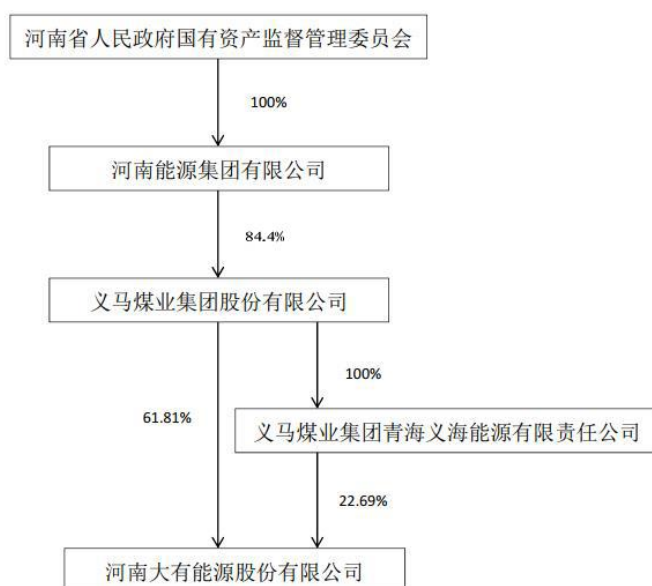 河南省人民政府国有资产监督管理委员会
100%
河南能源集团有限公司
84.4%
义马煤业集团股份有限公司
100%
61.81%
义马煤业集团青海义海能源有限责任公司
22.69%
河南大有能源股份有限公司